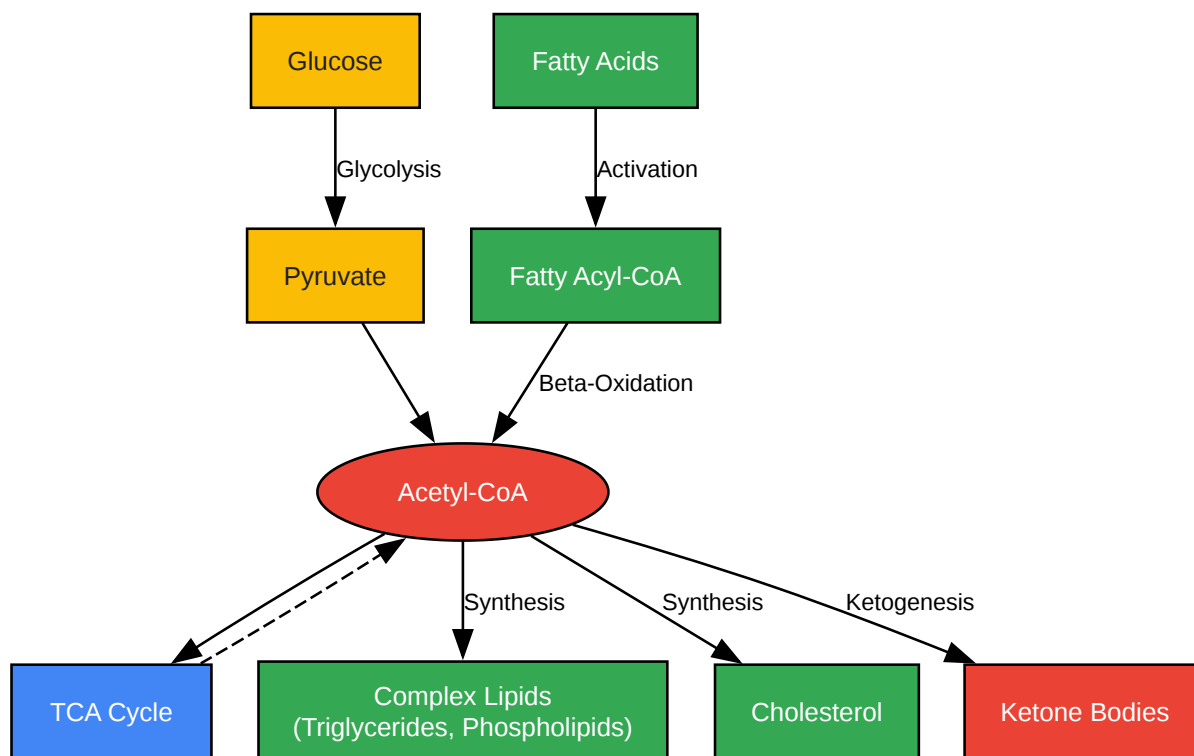 Glucose
Fatty Acids
Glycolysis
Activation
Pyruvate
Fatty Acyl-CoA
Beta-Oxidation
Acetyl-CoA
Synthesis
Synthesis
Ketogenesis
TCA Cycle
Complex Lipids
(Triglycerides, Phospholipids)
Cholesterol
Ketone Bodies